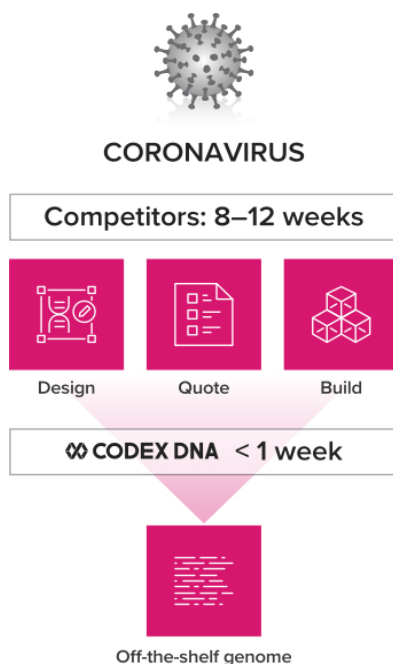 CORONAVIRUS
Competitors: 8–12 weeks
Design
Quote
Build
CODEX DNA < 1 week
Off-the-shelf genome